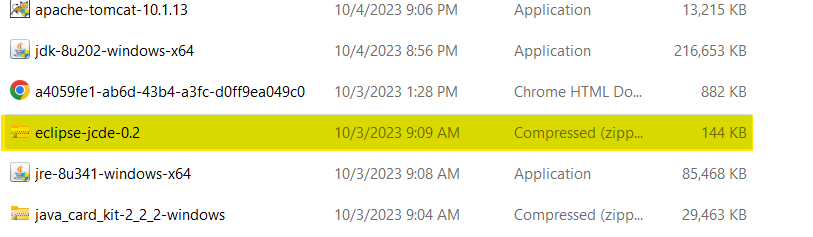 apache-tomcat-10.1.13 10/4/2023 9:06 PM Application 13,215 KB
jdk-8u202-windows-x64 10/4/2023 8:56 PM Application 216,653 KB
a4059fe1-ab6d-43b4-a3fc-d0ff9ea049c0 10/3/2023 1:28 PM Chrome HTML Do... 882 KB
eclipse-jcde-0.2 10/3/2023 9:09 AM Compressed (zipp... 144 KB
jre-8u341-windows-x64 10/3/2023 9:08 AM Application 85,468 KB
java_card_kit-2_2_2-windows 10/3/2023 9:04 AM Compressed (zipp... 29,463 KB